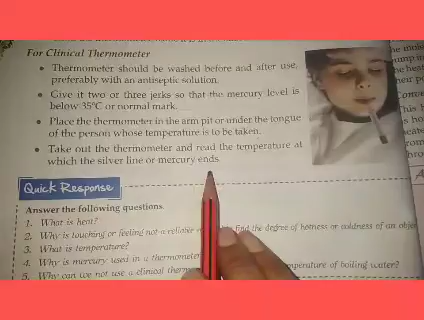 For Clinical Thermometer
Thermometer should be washed before and after use,
preferably with an antiseptic solution.
Give it two or three jerks so that the mercury level is
below 35°C or normal mark.
Place the thermometer in the arm pit or under the tongue
of the person whose temperature is to be taken.
Take out the thermometer and read the temperature at
which the silver line or mercury ends
Quick Response
Answer the following questions.
1. What is heat?
2. Why is touching or feeling not a reliable find the degree of hotness or coldness of an
3. What is temperature?
4. Why is mercury used in a thermometer
5. Why can we not use a clinical temperature of boiling water?